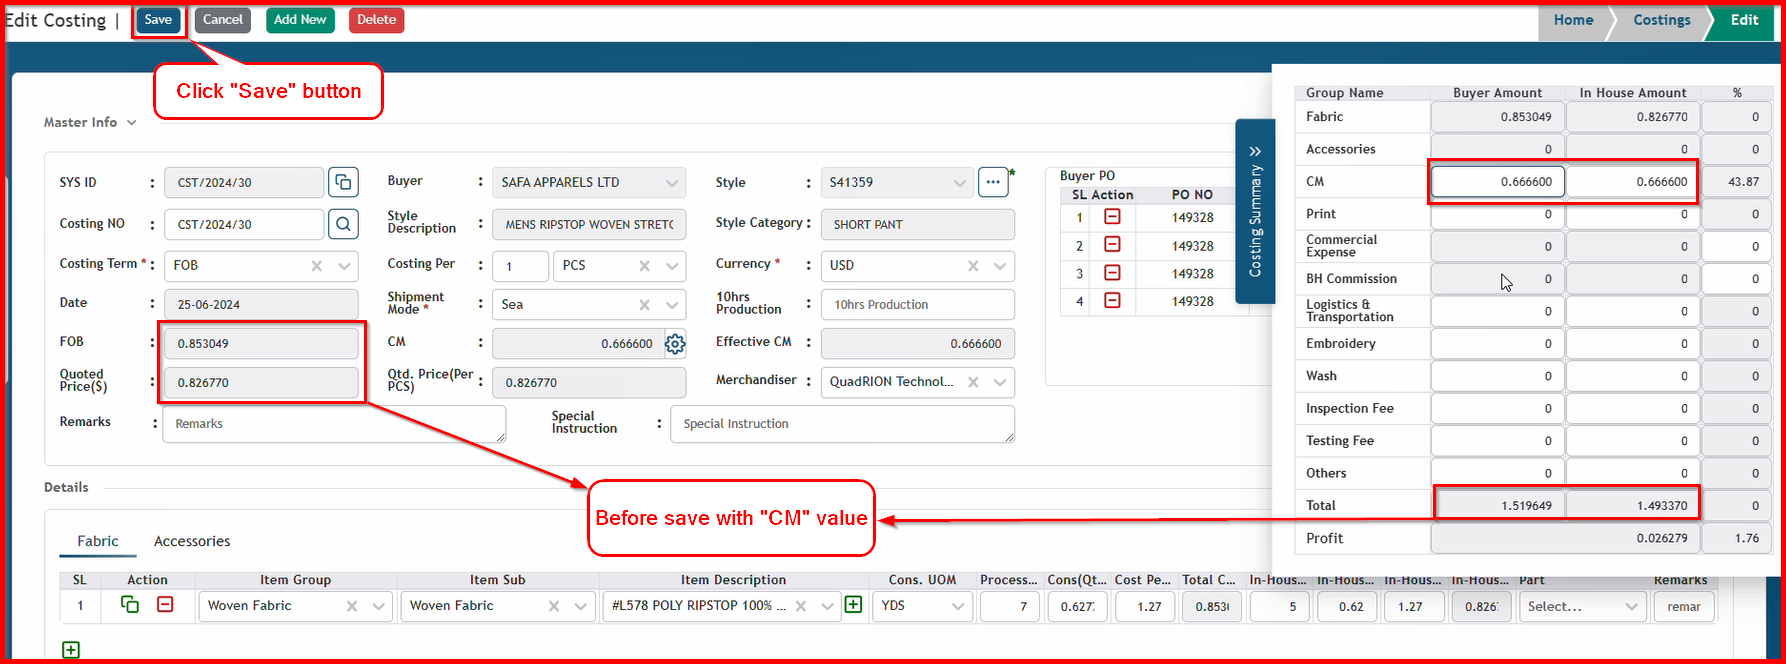 Edit Costing | Save Cancel Add New Delete
Home Costings Edit
Click "Save" button
Master Info
SYS ID : CST/2024/30 Buyer : SAFA APPARELS LTD Style : S41359 ... *
Costing NO : CST/2024/30 Style Description : MENS RIPSTOP WOVEN STRETC Style Category : SHORT PANT
Costing Term * : FOB Costing Per : 1 PCS Currency * : USD
Date : 25-06-2024 Shipment Mode * : Sea 10hrs Production : 10hrs Production
FOB : 0.853049 CM : 0.666600 Effective CM : 0.666600
Quoted Price($) : 0.826770 Qtd. Price(Per PCS) : 0.826770 Merchandiser : QuadRION Technol...
Remarks : Remarks Special Instruction : Special Instruction
Buyer PO
SL Action PO NO
1 149328
2 149328
3 149328
4 149328
Costing Summary
Group Name Buyer Amount In House Amount %
Fabric 0.853049 0.826770 0
Accessories 0 0 0
CM 0.666600 0.666600 43.87
Print 0 0 0
Commercial Expense 0 0 0
BH Commission 0 0 0
Logistics & Transportation 0 0 0
Embroidery 0 0 0
Wash 0 0 0
Inspection Fee 0 0 0
Testing Fee 0 0 0
Others 0 0 0
Total 1.519649 1.493370 0
Profit 0.026279 1.76
Before save with "CM" value
Details
Fabric Accessories
SL Action Item Group Item Sub Item Description Cons. UOM Process... Cons(Qt... Cost Pe... Total C... In-Hous... In-Hous... In-Hous... In-Hous... Part Remarks
1 Woven Fabric Woven Fabric #L578 POLY RIPSTOP 100% ... YDS 7 0.627 1.27 0.853 5 0.62 1.27 0.826 Select... remar